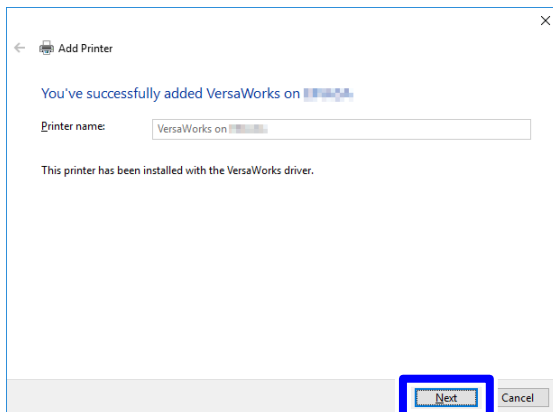 Add Printer
You've successfully added VersaWorks on
Printer name:
VersaWorks on
This printer has been installed with the VersaWorks driver.
Next
Cancel